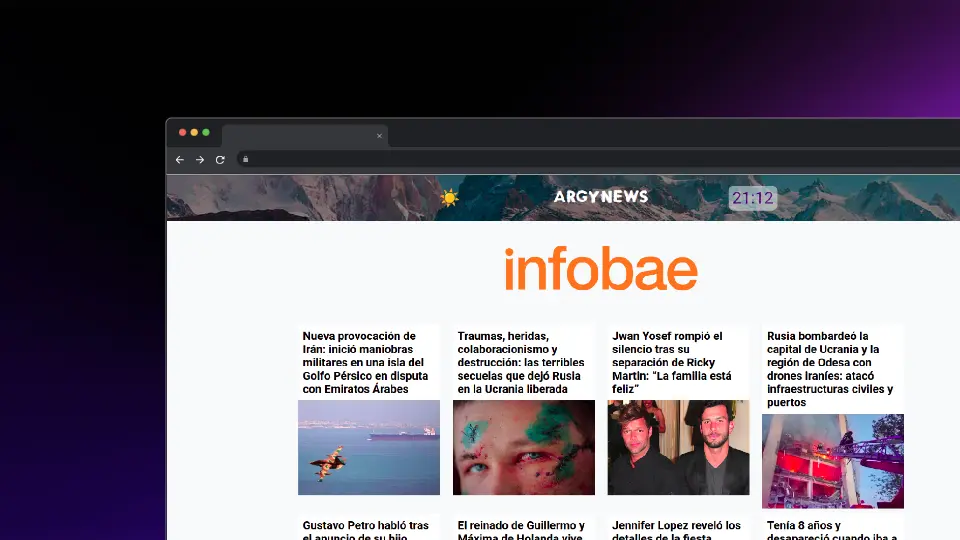 ARGYNEWS
21:12
infobae
Nueva provocación de
Irán: inició maniobras
militares en una isla del
Golfo Pérsico en disputa
con Emiratos Árabes
Traumas, heridas,
colaboracionismo y
destrucción: las terribles
secuelas que dejó Rusia
en la Ucrania liberada
Jwan Yosef rompió el
silencio tras su
separación de Ricky
Martin: “La familia está
feliz”
Rusia bombardeó la
capital de Ucrania y la
región de Odesa con
drones iraníes: atacó
infraestructuras civiles y
puertos
Gustavo Petro habló tras
el anuncio de su hijo
El reinado de Guillermo y
Máxima de Holanda vive
Jennifer Lopez reveló los
detalles de la fiesta
Tenía 8 años y
desapareció cuando iba a